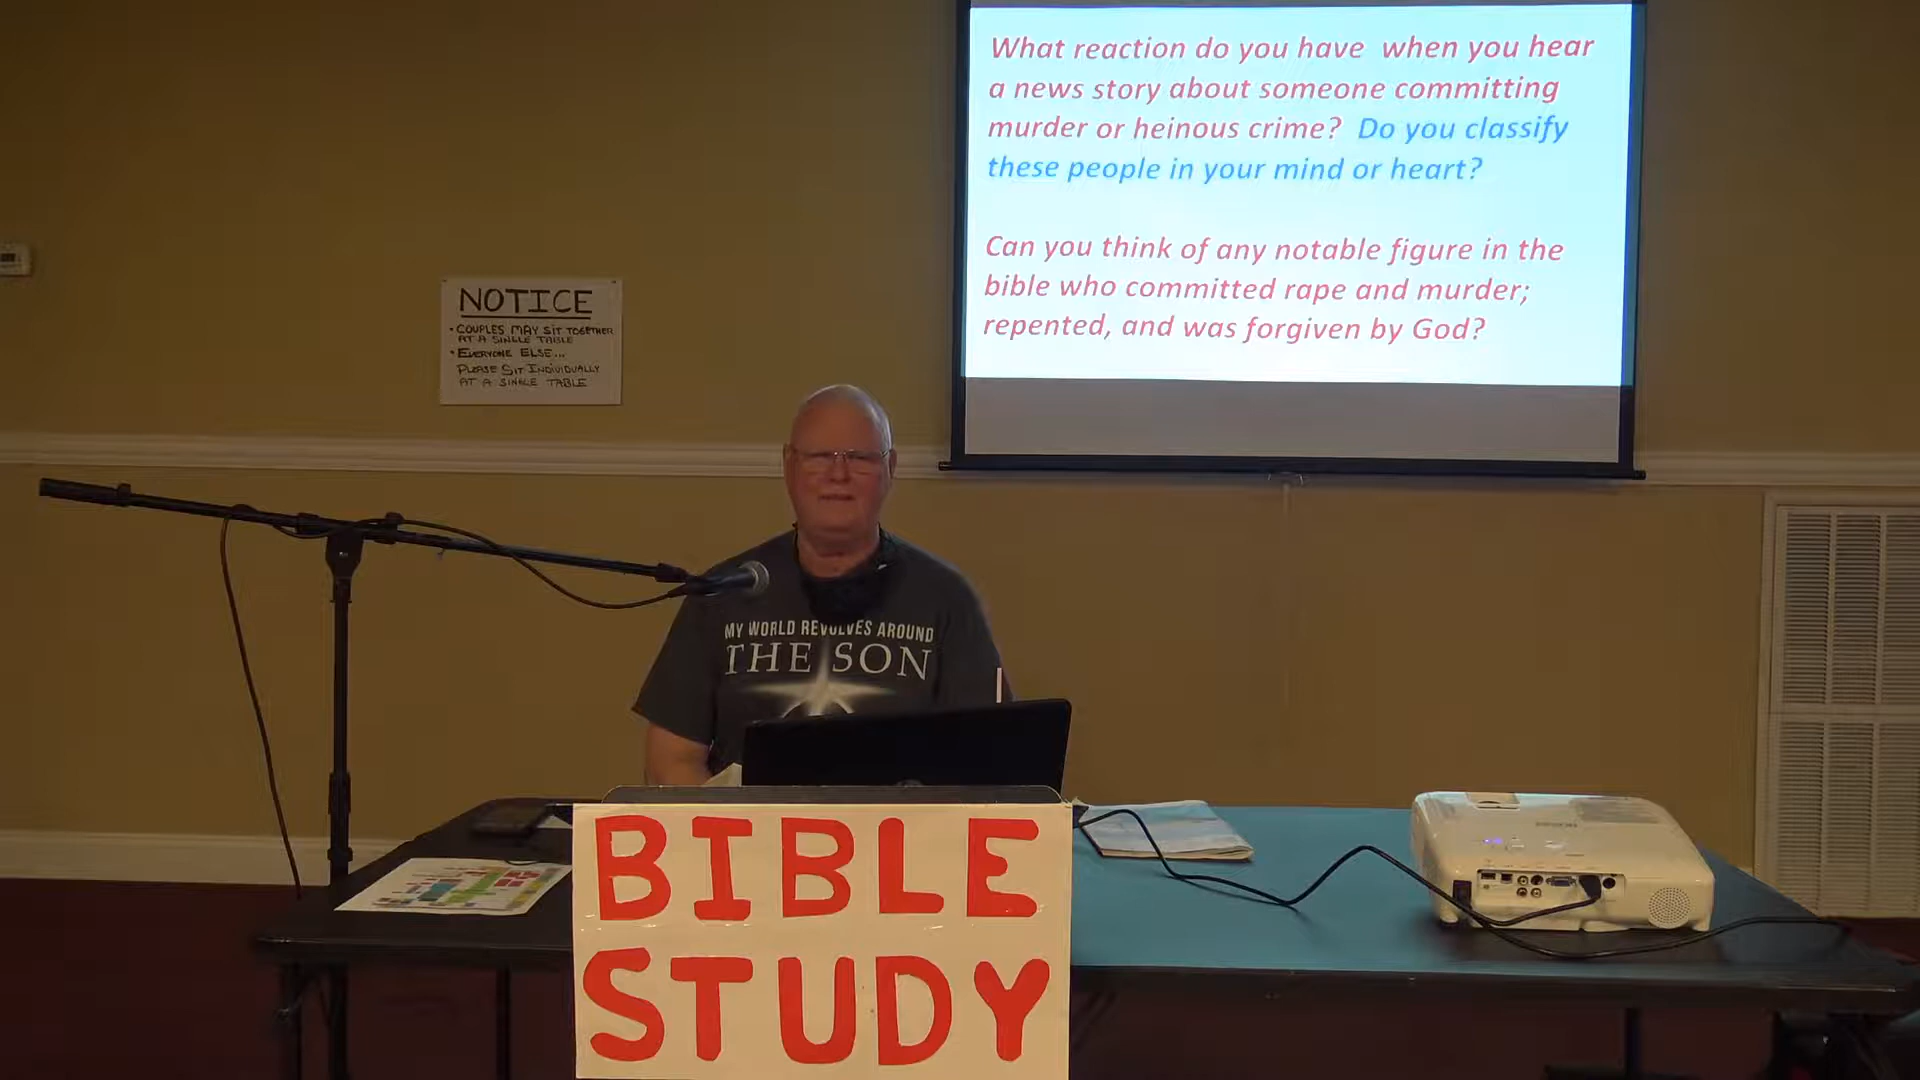 What reaction do you have when you hear
a news story about someone committing
murder or heinous crime? Do you classify
these people in your mind or heart?
Can you think of any notable figure in the
bible who committed rape and murder;
repented, and was forgiven by God?
NOTICE
• COUPLES MAY SIT TOGETHER
AT A SINGLE TABLE
• EVERYONE ELSE...
PLEASE SIT INDIVIDUALLY
AT A SINGLE TABLE
MY WORLD REVOLVES AROUND
THE SON
BIBLE
STUDY